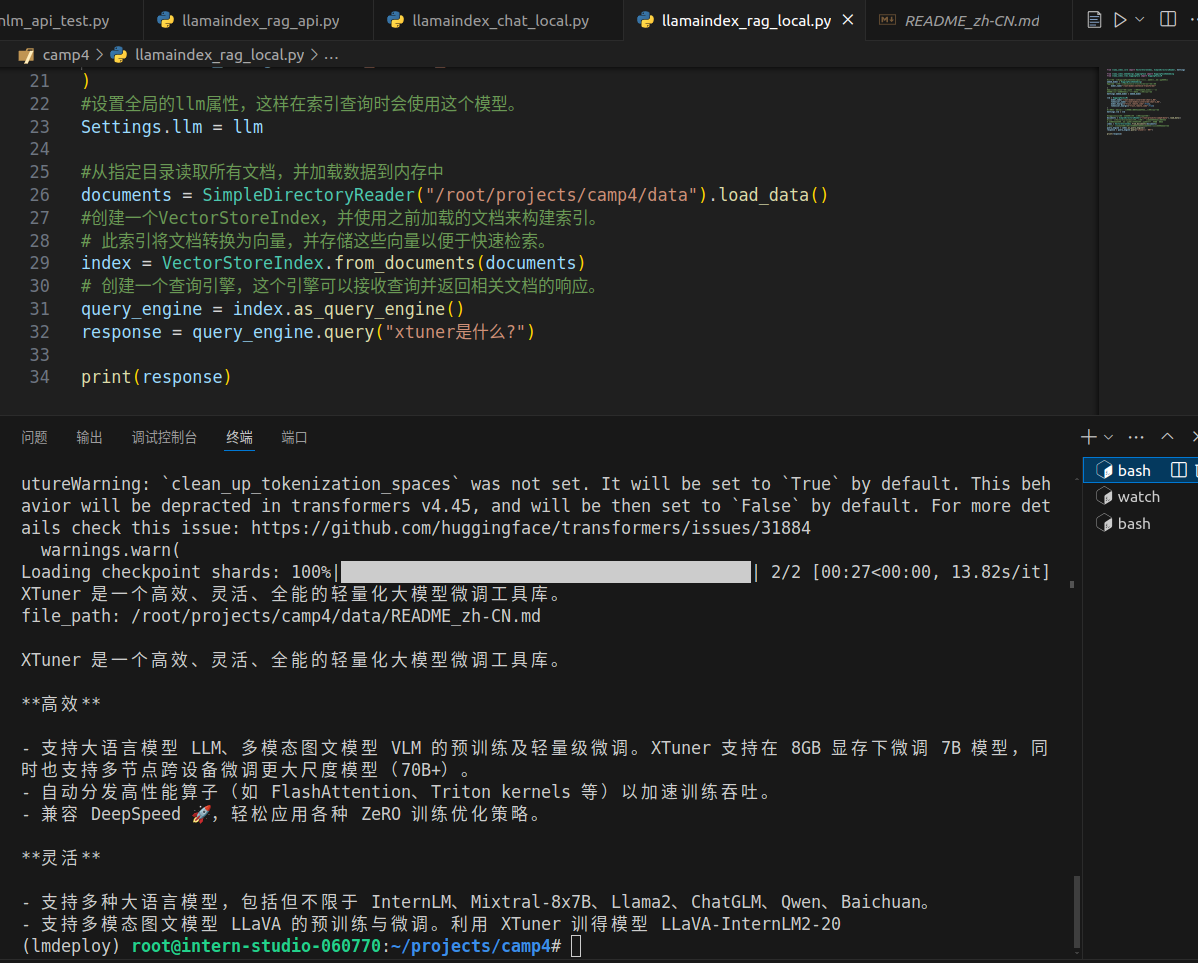 nlm_api_test.py
llamaindex_rag_api.py
llamaindex_chat_local.py
llamaindex_rag_local.py
README_zh-CN.md
camp4 > llamaindex_rag_local.py > ...
21 )
22 #设置全局的llm属性，这样在索引查询时会使用这个模型。
23 Settings.llm = llm
24
25 #从指定目录读取所有文档，并加载数据到内存中
26 documents = SimpleDirectoryReader("/root/projects/camp4/data").load_data()
27 #创建一个VectorStoreIndex，并使用之前加载的文档来构建索引。
28 # 此索引将文档转换为向量，并存储这些向量以便于快速检索。
29 index = VectorStoreIndex.from_documents(documents)
30 # 创建一个查询引擎，这个引擎可以接收查询并返回相关文档的响应。
31 query_engine = index.as_query_engine()
32 response = query_engine.query("xtuner是什么?")
33
34 print(response)
问题 输出 调试控制台 终端 端口
bash
watch
bash
utureWarning: `clean_up_tokenization_spaces` was not set. It will be set to `True` by default. This beh
avior will be depracted in transformers v4.45, and will be then set to `False` by default. For more det
ails check this issue: https://github.com/huggingface/transformers/issues/31884
warnings.warn(
Loading checkpoint shards: 100%| | 2/2 [00:27<00:00, 13.82s/it]
XTuner 是一个高效、灵活、全能的轻量化大模型微调工具库。
file_path: /root/projects/camp4/data/README_zh-CN.md
XTuner 是一个高效、灵活、全能的轻量化大模型微调工具库。
**高效**
- 支持大语言模型 LLM、多模态图文模型 VLM 的预训练及轻量级微调。XTuner 支持在 8GB 显存下微调 7B 模型，同
时也支持多节点跨设备微调更大尺度模型（70B+）。
- 自动分发高性能算子（如 FlashAttention、Triton kernels 等）以加速训练吞吐。
- 兼容 DeepSpeed 🚀，轻松应用各种 ZeRO 训练优化策略。
**灵活**
- 支持多种大语言模型，包括但不限于 InternLM、Mixtral-8x7B、Llama2、ChatGLM、Qwen、Baichuan。
- 支持多模态图文模型 LLaVA 的预训练与微调。利用 XTuner 训得模型 LLaVA-InternLM2-20
(lmdeploy) root@intern-studio-060770:~/projects/camp4#